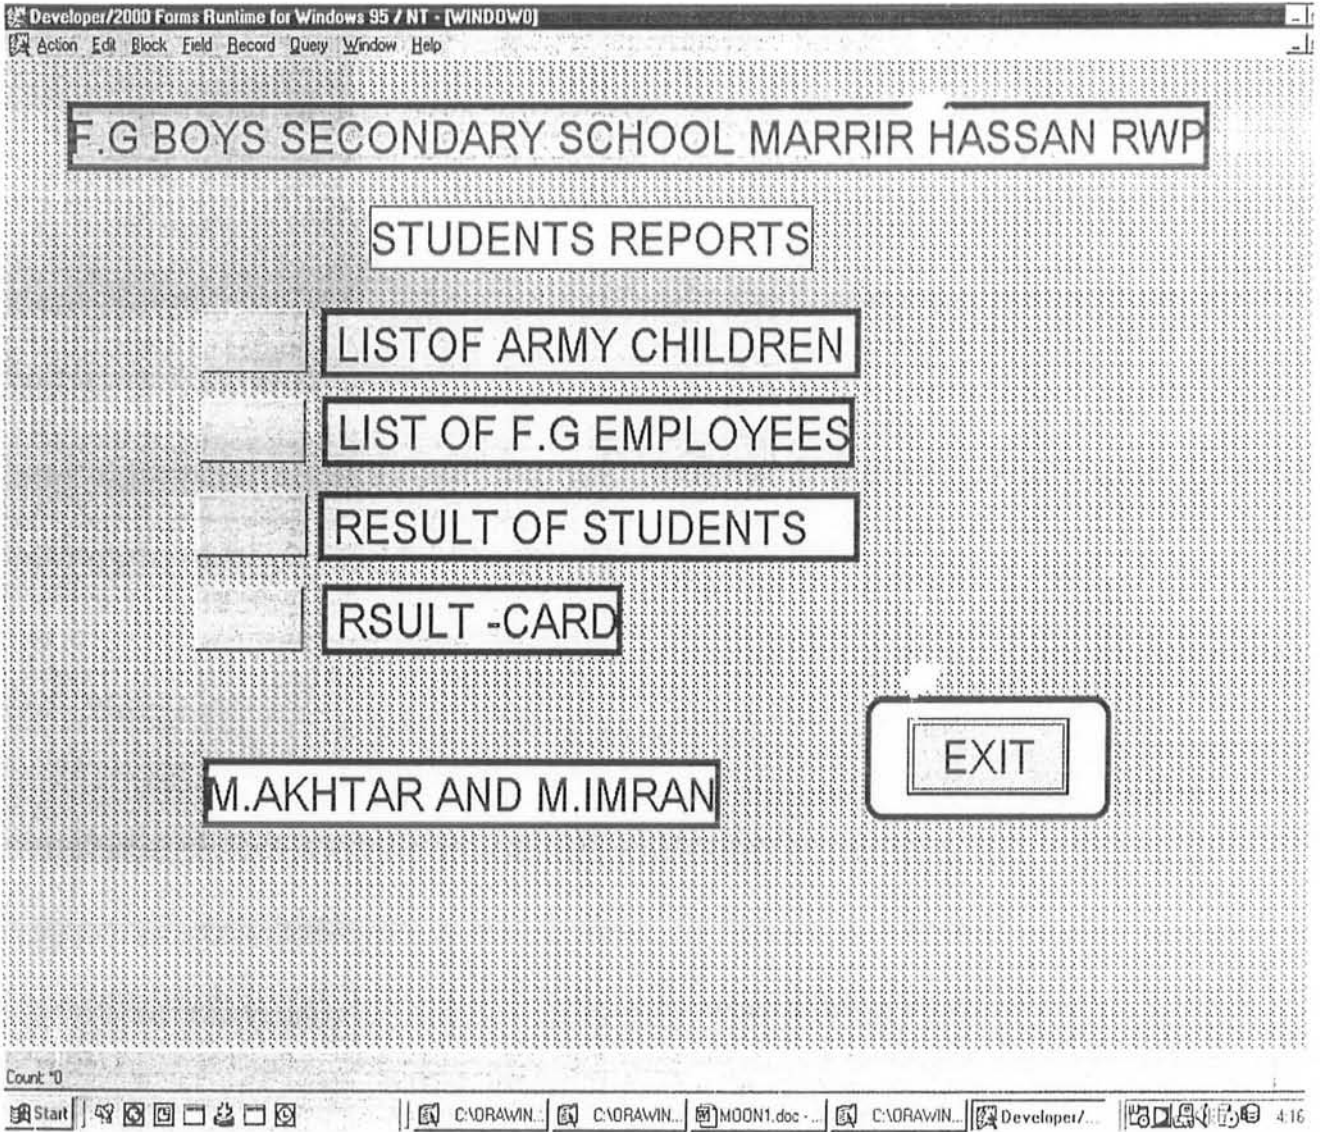 Developer/2000 Forms Runtime for Windows 95 / NT - [WINDOW0]
Action Edit Block Field Record Query Window Help
F.G BOYS SECONDARY SCHOOL MARRIR HASSAN RWP
STUDENTS REPORTS
LISTOF ARMY CHILDREN
LIST OF F.G EMPLOYEES
RESULT OF STUDENTS
RSULT -CARD
EXIT
M.AKHTAR AND M.IMRAN
Count: *0
Start C:\ORAWIN... C:\ORAWIN... MOON1.doc - ... C:\ORAWIN... Developer/... 4:16